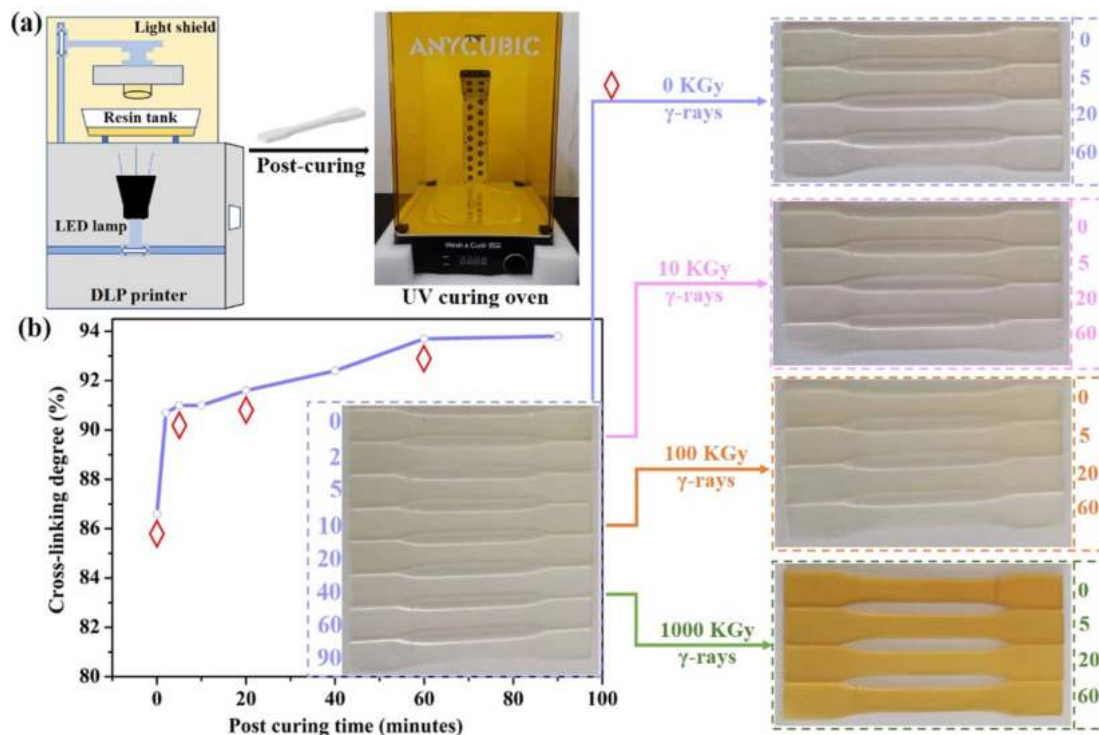 (a)
Light shield
Resin tank
LED lamp
DLP printer
Post-curing
ANYCUBIC
Wash & Cure
UV curing oven
0 KGy
γ-rays
0
5
20
60
10 KGy
γ-rays
0
5
20
60
100 KGy
γ-rays
0
5
20
60
1000 KGy
γ-rays
0
5
20
60
(b)
Cross-linking degree (%)
94
92
90
88
86
84
82
80
0
2
5
10
20
40
60
90
0
20
40
60
80
100
Post curing time (minutes)